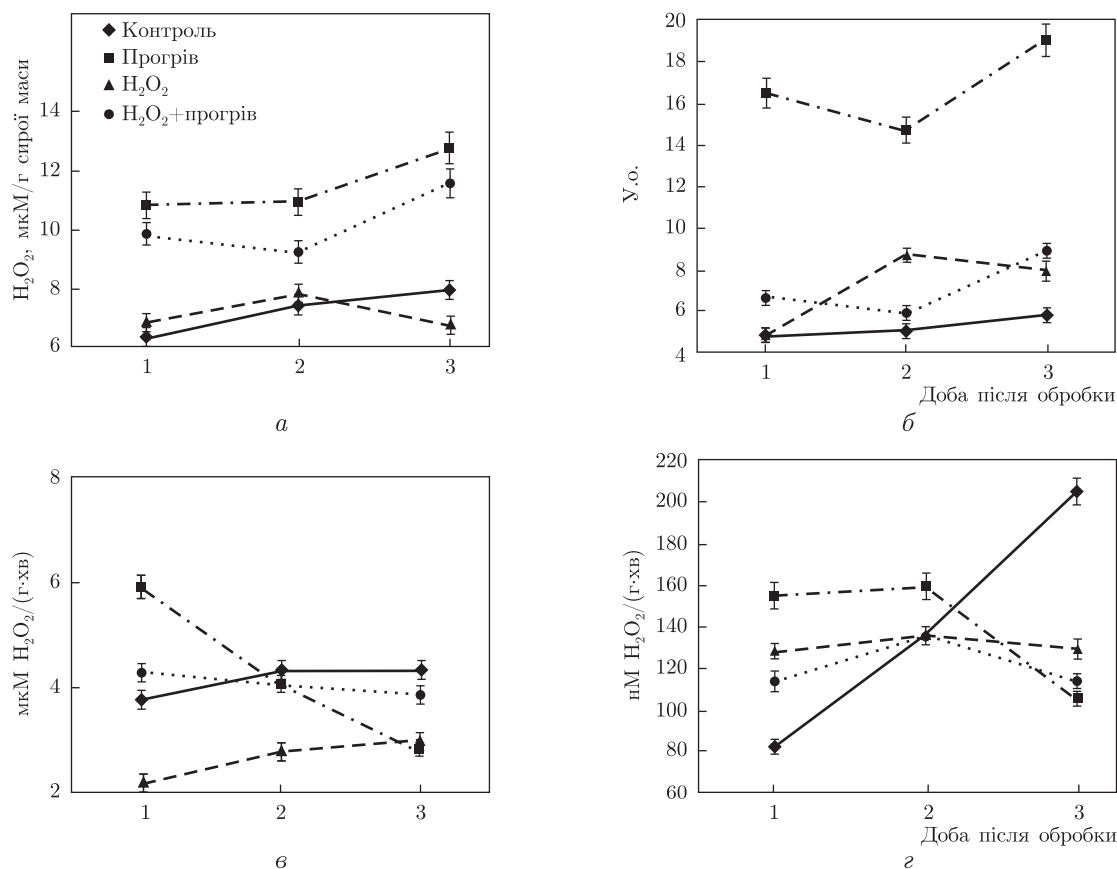 Контроль
Прогрів
H₂O₂
H₂O₂+прогрів
H₂O₂, мкМ/г сирої маси
14
12
10
8
6
1 2 3
а
У.о.
20
18
16
14
12
10
8
6
4
1 2 3
Доба після обробки
б
мкМ H₂O₂/(г·хв)
8
6
4
2
1 2 3
в
нМ H₂O₂/(г·хв)
220
200
180
160
140
120
100
80
60
1 2 3
Доба після обробки
г